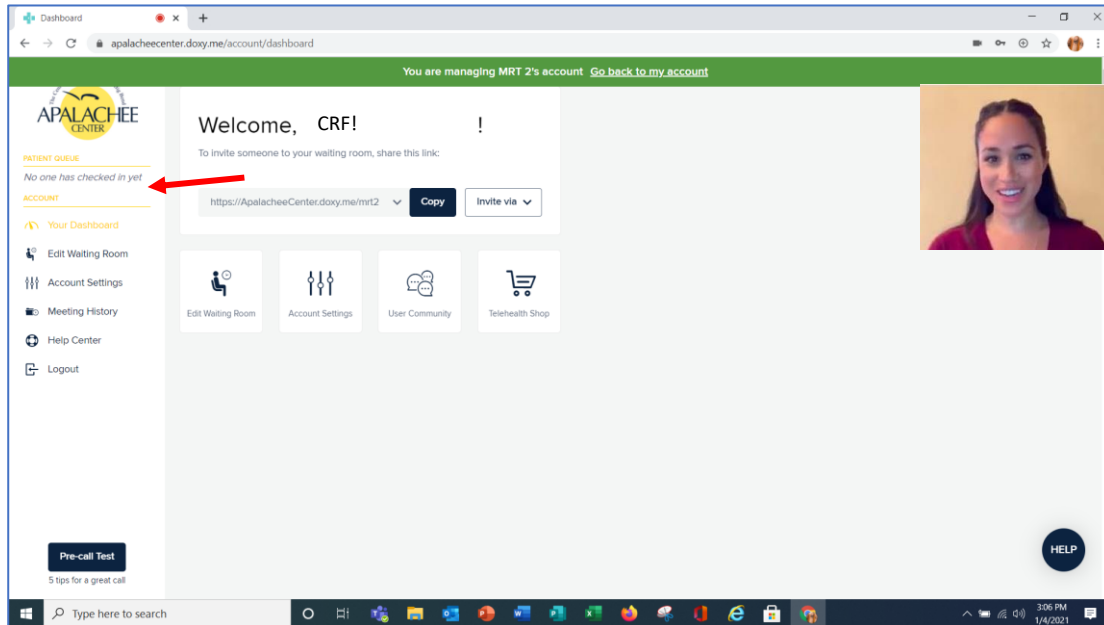 Dashboard
apalacheecenter.doxy.me/account/dashboard
You are managing MRT 2's account Go back to my account
APALACHEE
CENTER
PATIENT QUEUE
No one has checked in yet
ACCOUNT
Your Dashboard
Edit Waiting Room
Account Settings
Meeting History
Help Center
Logout
Pre-call Test
5 tips for a great call
Welcome, CRF! !
To invite someone to your waiting room, share this link:
https://ApalacheeCenter.doxy.me/mrt2 Copy Invite via
Edit Waiting Room Account Settings User Community Telehealth Shop
HELP
Type here to search
3:06 PM
1/4/2021